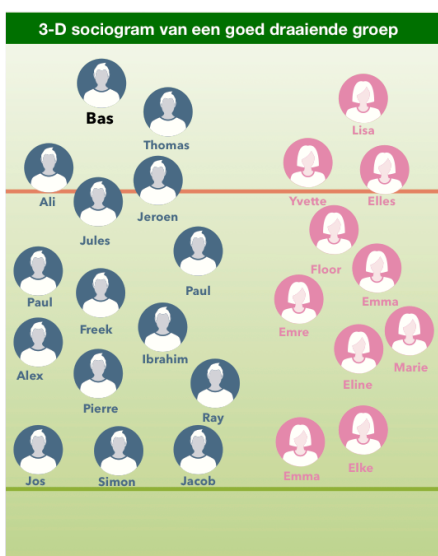 3-D sociogram van een goed draaiende groep
Bas
Thomas
Lisa
Ali
Jeroen
Yvette
Elles
Jules
Floor
Paul
Paul
Emma
Freek
Emre
Ibrahim
Marie
Alex
Eline
Pierre
Ray
Jos
Simon
Jacob
Emma
Elke